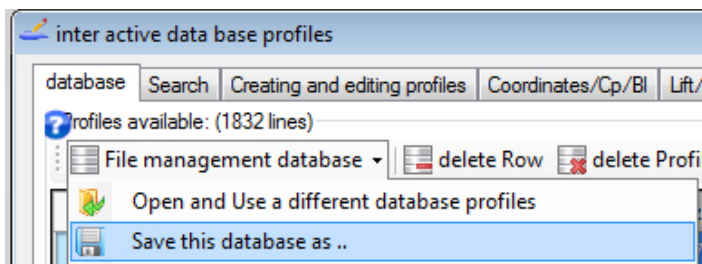 inter active data base profiles
database Search Creating and editing profiles Coordinates/Cp/Bl Lift/
Profiles available: (1832 lines)
File management database delete Row delete Profi
Open and Use a different database profiles
Save this database as ..